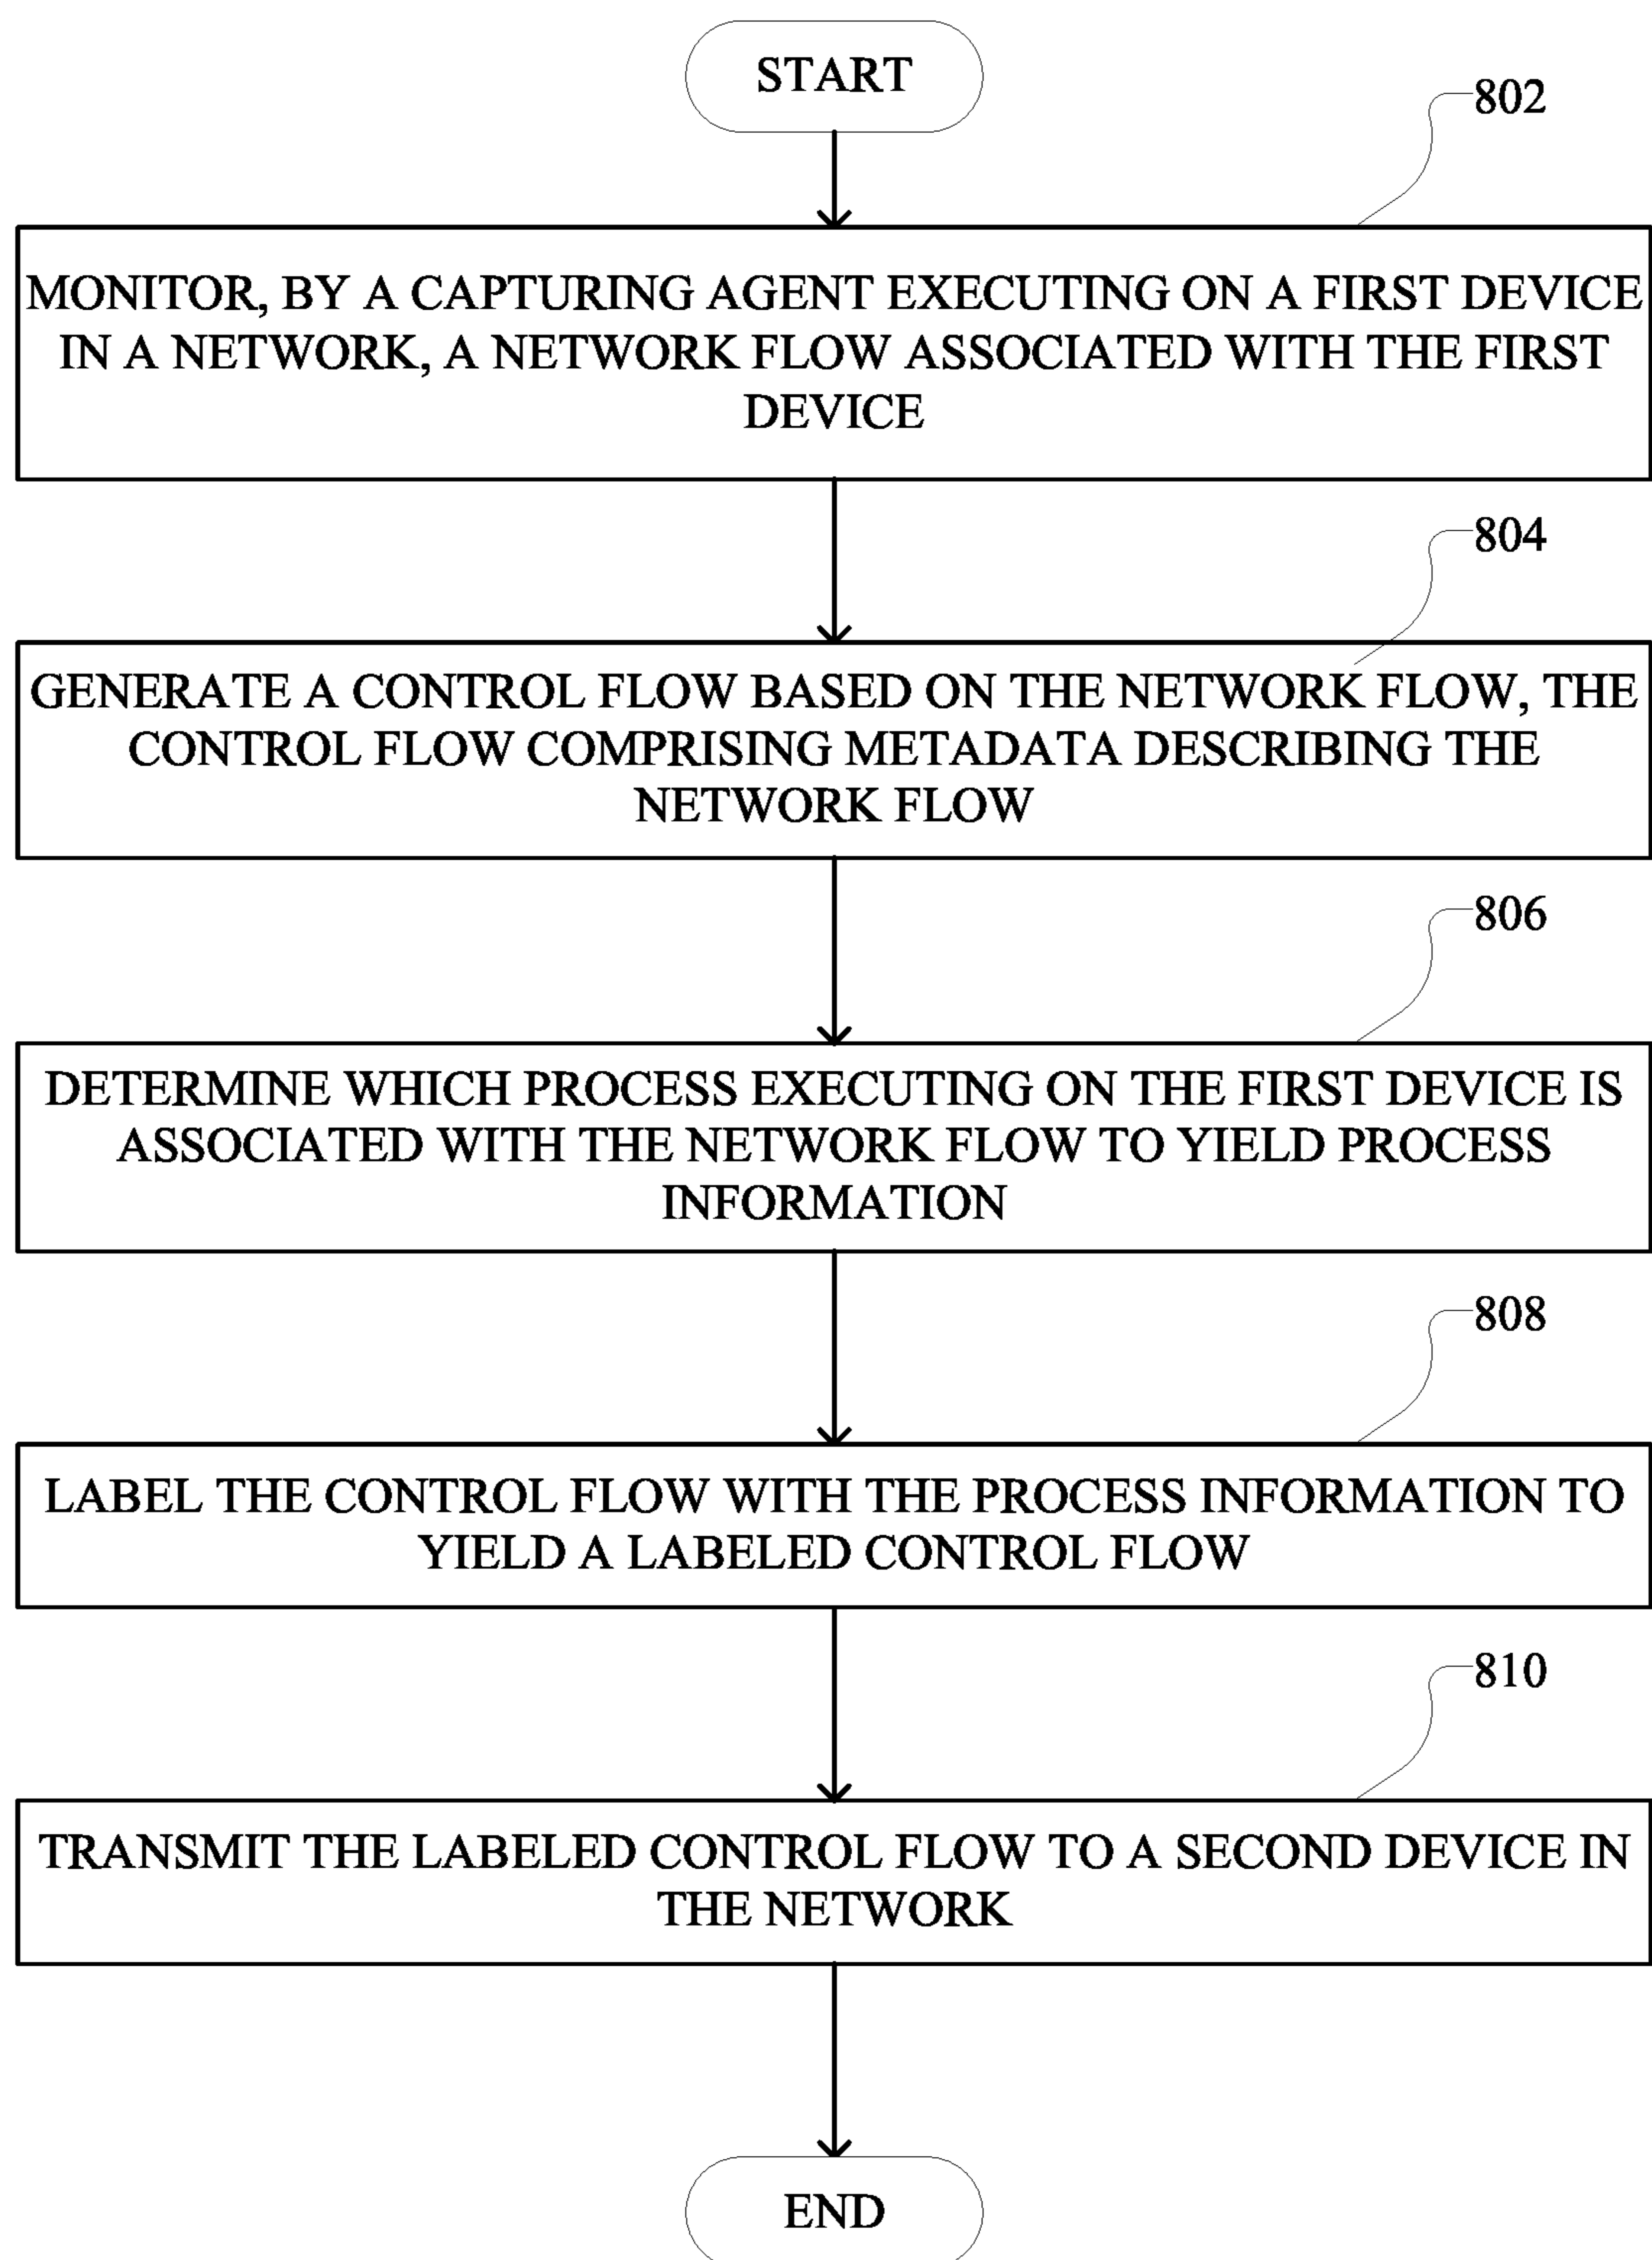 START
802
MONITOR, BY A CAPTURING AGENT EXECUTING ON A FIRST DEVICE
IN A NETWORK, A NETWORK FLOW ASSOCIATED WITH THE FIRST
DEVICE
804
GENERATE A CONTROL FLOW BASED ON THE NETWORK FLOW, THE
CONTROL FLOW COMPRISING METADATA DESCRIBING THE
NETWORK FLOW
806
DETERMINE WHICH PROCESS EXECUTING ON THE FIRST DEVICE IS
ASSOCIATED WITH THE NETWORK FLOW TO YIELD PROCESS
INFORMATION
808
LABEL THE CONTROL FLOW WITH THE PROCESS INFORMATION TO
YIELD A LABELED CONTROL FLOW
810
TRANSMIT THE LABELED CONTROL FLOW TO A SECOND DEVICE IN
THE NETWORK
END